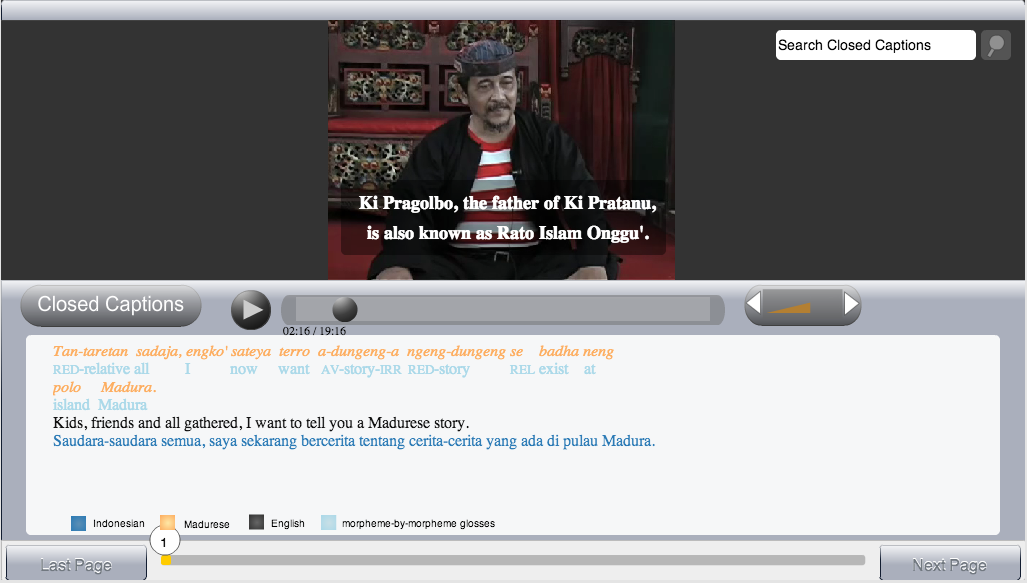 Search Closed Captions
Ki Pragolbo, the father of Ki Pratanu,
is also known as Rato Islam Onggu'.
Closed Captions
02:16 / 19:16
Tan-taretan sadaja, engko' sateya terro a-dungeng-a ngeng-dungeng se badha neng
RED-relative all I now want AV-story-IRR RED-story REL exist at
polo Madura.
island Madura
Kids, friends and all gathered, I want to tell you a Madurese story.
Saudara-saudara semua, saya sekarang bercerita tentang cerita-cerita yang ada di pulau Madura.
Indonesian Madurese English morpheme-by-morpheme glosses
1
Last Page Next Page